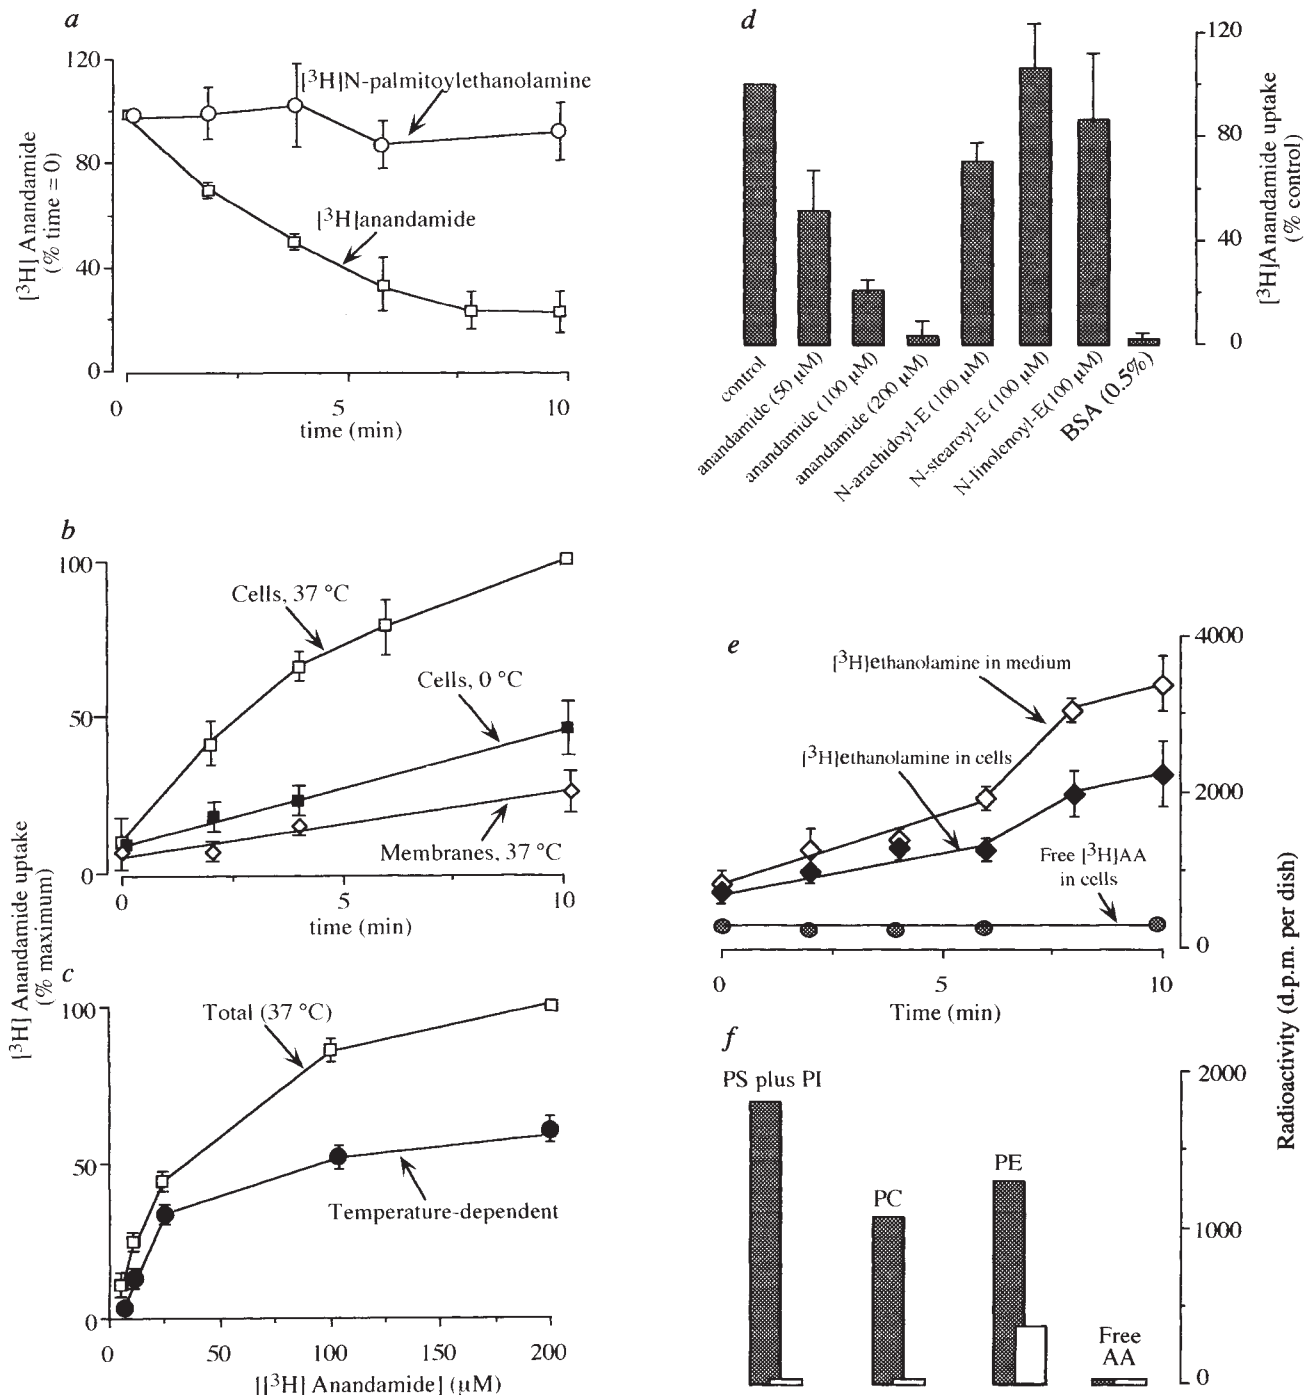 a
120
80
40
0
[³H] Anandamide
(% time = 0)
[³H]N-palmitoylethanolamine
[³H]anandamide
0
5
10
time (min)
b
100
50
0
Cells, 37 °C
Cells, 0 °C
Membranes, 37 °C
0
5
10
time (min)
[³H] Anandamide uptake
(% maximum)
c
100
50
0
Total (37 °C)
Temperature-dependent
0
50
100
150
200
[[³H] Anandamide] (µM)
d
120
80
40
0
[³H]Anandamide uptake
(% control)
control
anandamide (50 µM)
anandamide (100 µM)
anandamide (200 µM)
N-arachidoyl-E (100 µM)
N-stearoyl-E (100 µM)
N-linolenoyl-E(100 µM)
BSA (0.5%)
e
4000
2000
0
[³H]ethanolamine in medium
[³H]ethanolamine in cells
Free [³H]AA
in cells
0
5
10
Time (min)
Radioactivity (d.p.m. per dish)
f
2000
1000
0
PS plus PI
PC
PE
Free
AA